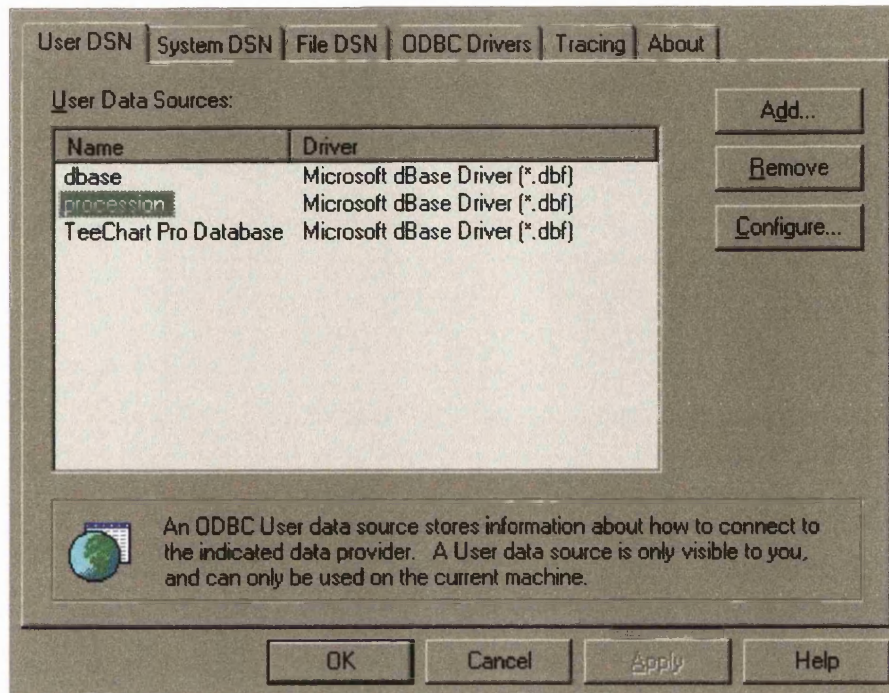 User DSN System DSN File DSN ODBC Drivers Tracing About
User Data Sources:
Add...
Name Driver
dbase Microsoft dBase Driver (*.dbf)
Remove
procession Microsoft dBase Driver (*.dbf)
TeeChart Pro Database Microsoft dBase Driver (*.dbf)
Configure...
An ODBC User data source stores information about how to connect to
the indicated data provider. A User data source is only visible to you,
and can only be used on the current machine.
OK Cancel Apply Help